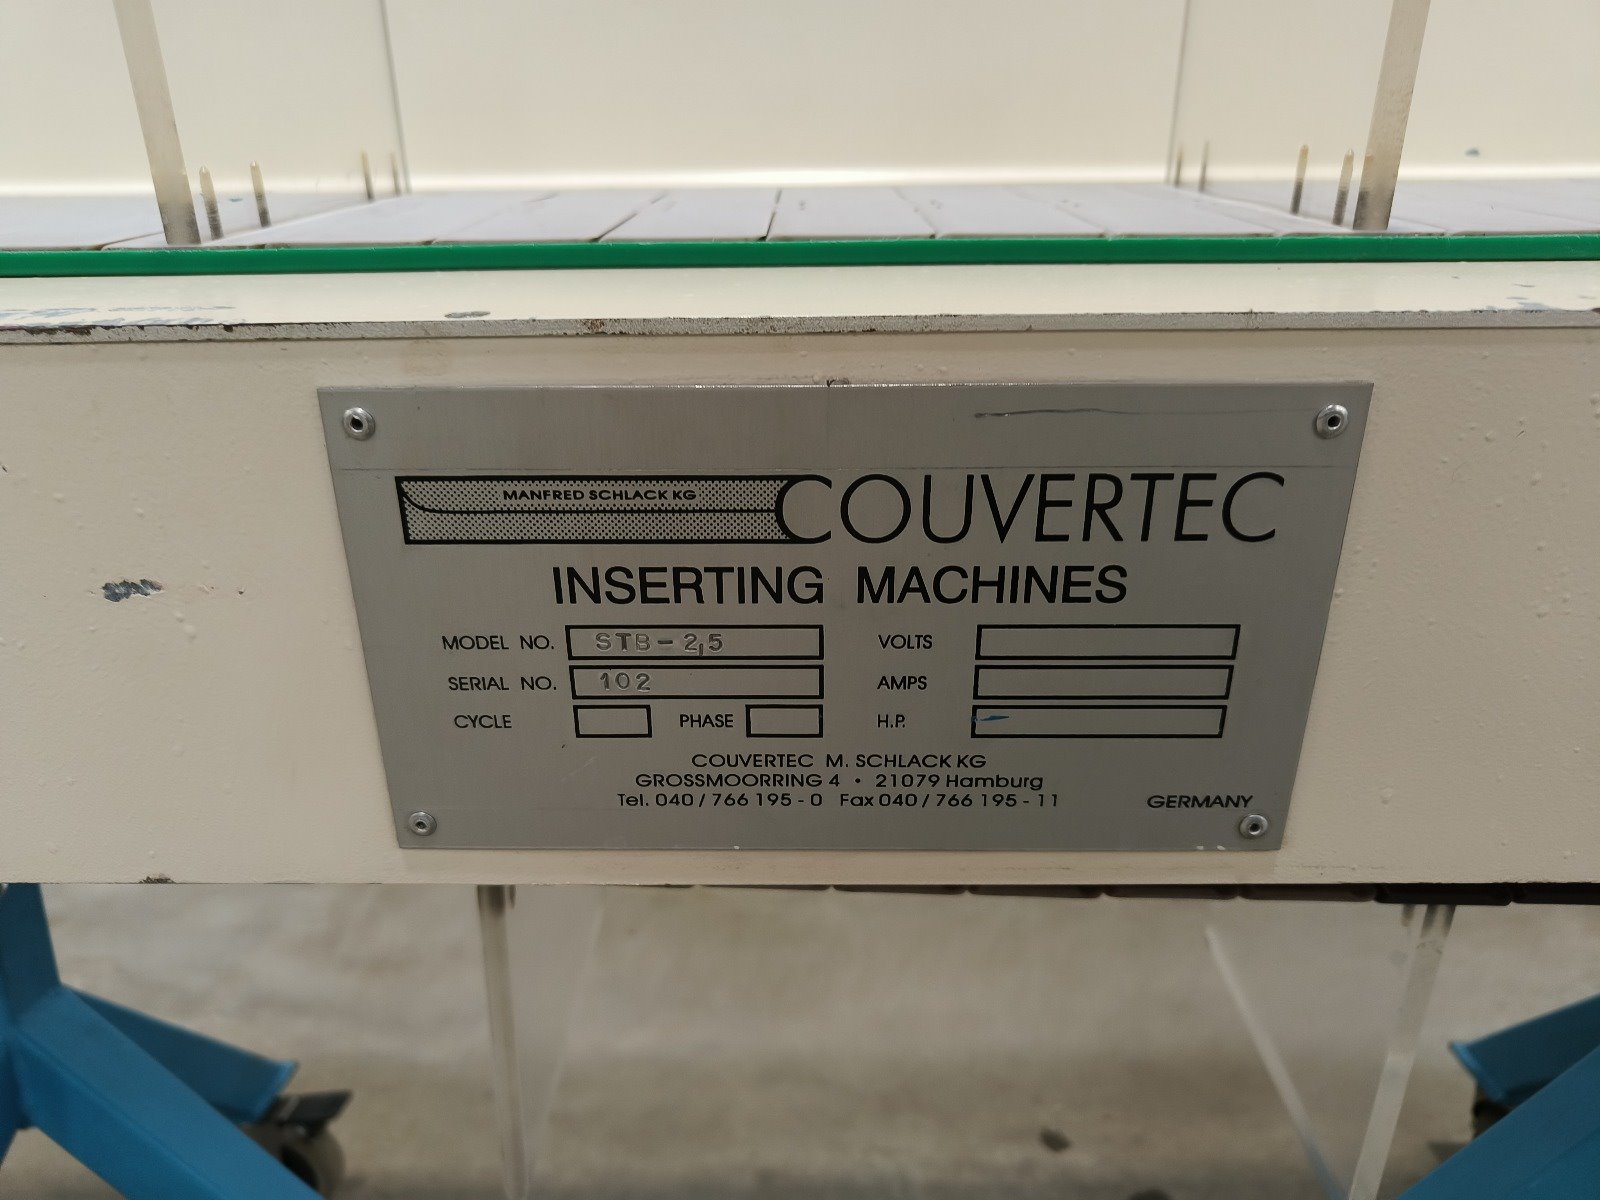 MANFRED SCHLACK KG
COUVERTEC
INSERTING MACHINES
MODEL NO. STB-2,5 VOLTS
SERIAL NO. 102 AMPS
CYCLE PHASE H.P.
COUVERTEC M. SCHLACK KG
GROSSMOORRING 4 • 21079 Hamburg
Tel. 040 / 766 195 - 0 Fax 040 / 766 195 - 11
GERMANY